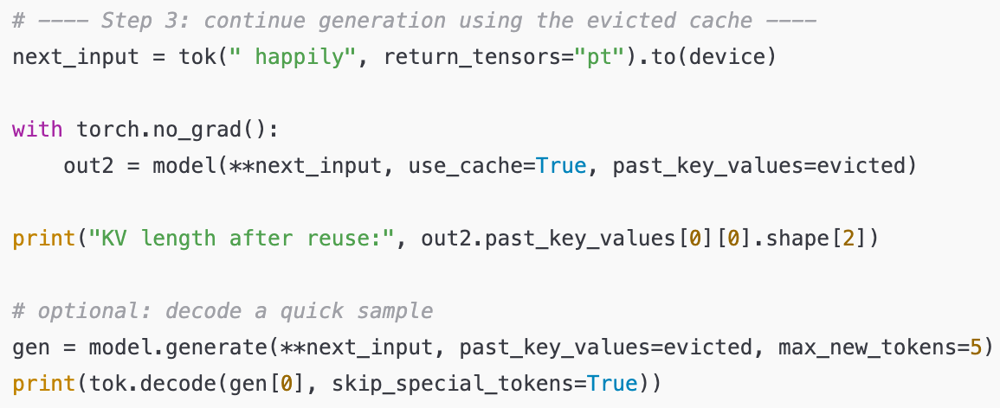 # ---- Step 3: continue generation using the evicted cache ----
next_input = tok(" happily", return_tensors="pt").to(device)
with torch.no_grad():
    out2 = model(**next_input, use_cache=True, past_key_values=evicted)
print("KV length after reuse:", out2.past_key_values[0][0].shape[2])
# optional: decode a quick sample
gen = model.generate(**next_input, past_key_values=evicted, max_new_tokens=5)
print(tok.decode(gen[0], skip_special_tokens=True))